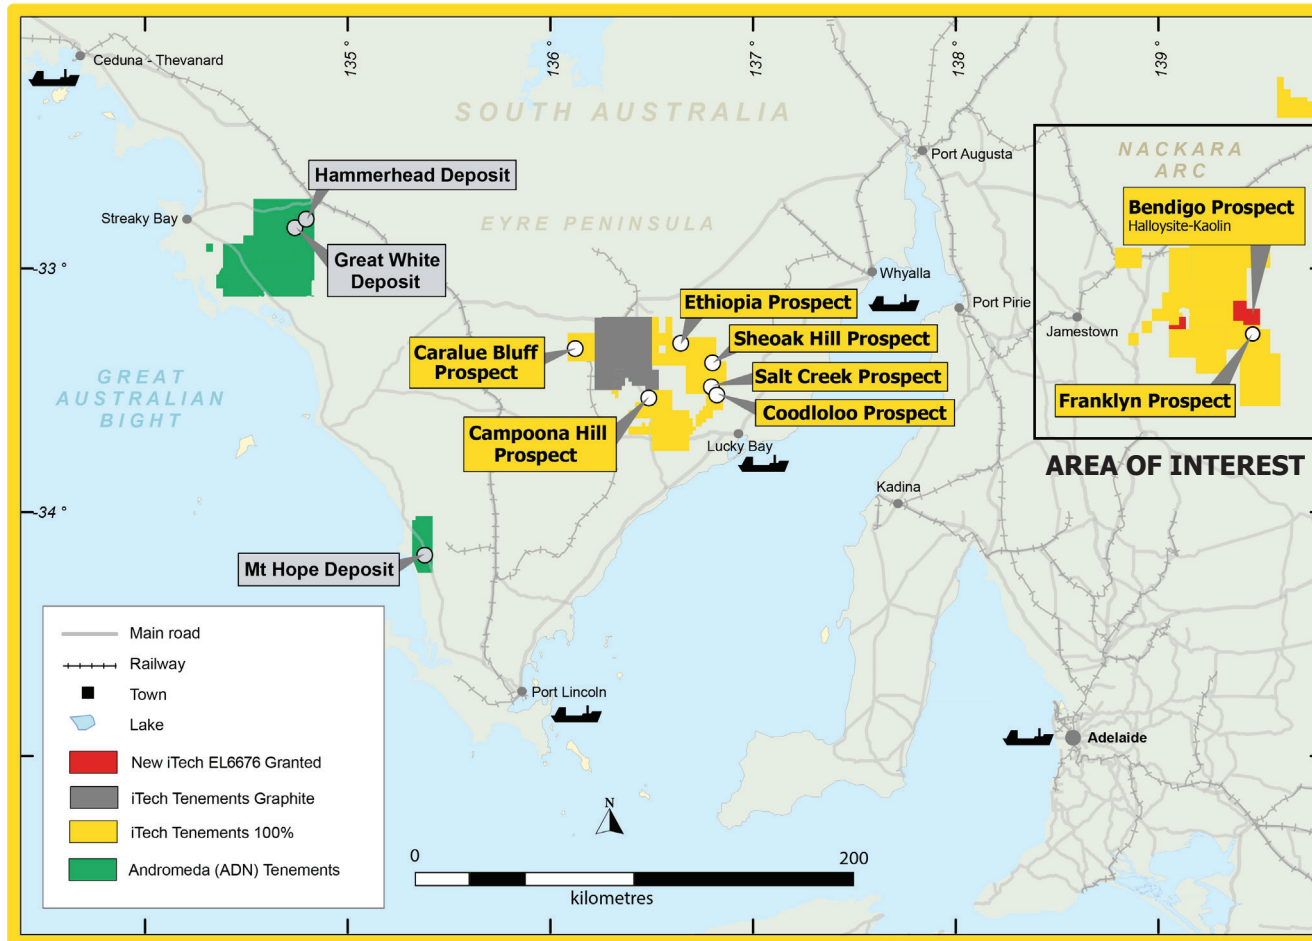 135 °
136 °
137 °
138 °
139 °
Ceduna - Thevanard
SOUTH AUSTRALIA
Port Augusta
NACKARA
ARC
Hammerhead Deposit
Bendigo Prospect
Halloysite-Kaolin
Streaky Bay
EYRE PENINSULA
Great White
Deposit
-33 °
Whyalla
Ethiopia Prospect
Port Pirie
Jamestown
Sheoak Hill Prospect
Caralue Bluff
Prospect
GREAT
AUSTRALIAN
BIGHT
Salt Creek Prospect
Franklyn Prospect
Coodloloo Prospect
Campoona Hill
Prospect
Lucky Bay
AREA OF INTEREST
Kadina
-34 °
Mt Hope Deposit
Main road
Railway
Town
Lake
New iTech EL6676 Granted
iTech Tenements Graphite
iTech Tenements 100%
Andromeda (ADN) Tenements
Port Lincoln
Adelaide
N
0
200
kilometres